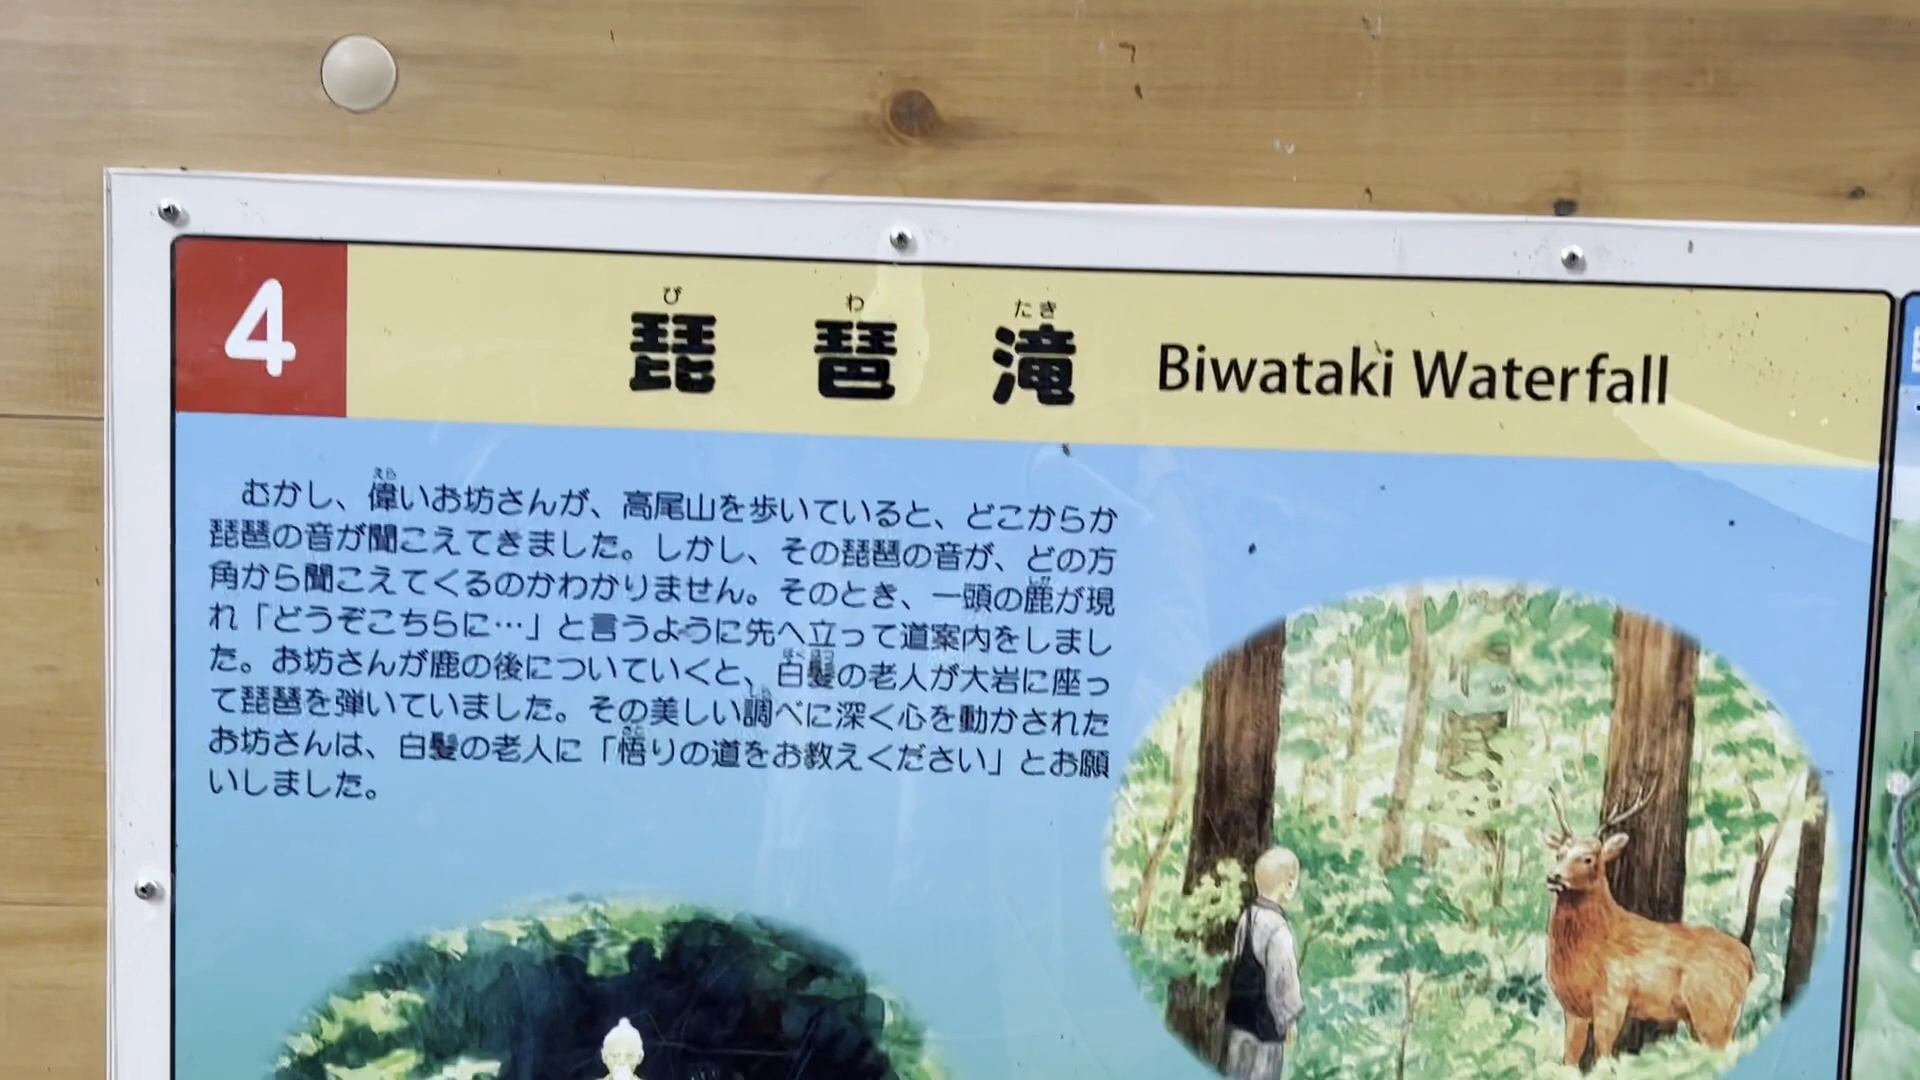 4
び わ たき
琵琶滝 Biwataki Waterfall
えら
むかし、偉いお坊さんが、高尾山を歩いていると、どこからか
琵琶の音が聞こえてきました。しかし、その琵琶の音が、どの方
角から聞こえてくるのかわかりません。そのとき、一頭の鹿が現
れ「どうぞこちらに…」と言うように先へ立って道案内をしまし
た。お坊さんが鹿の後についていくと、白髪の老人が大岩に座っ
て琵琶を弾いていました。その美しい調べに深く心を動かされた
お坊さんは、白髪の老人に「悟りの道をお教えください」とお願
いしました。